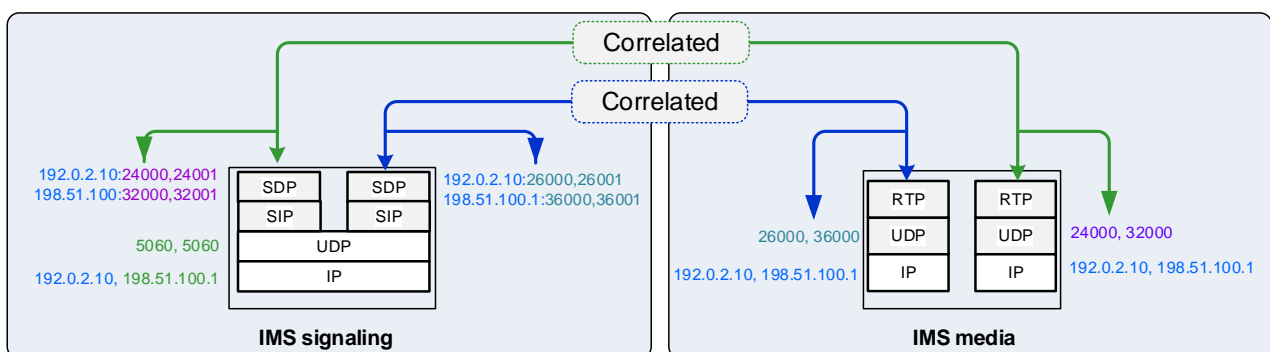 Correlated
Correlated
192.0.2.10:24000,24001
198.51.100:32000,32001
SDP
SDP
SIP
SIP
192.0.2.10:26000,26001
198.51.100.1:36000,36001
5060, 5060
UDP
192.0.2.10, 198.51.100.1
IP
IMS signaling
RTP
RTP
26000, 36000
UDP
UDP
24000, 32000
192.0.2.10, 198.51.100.1
IP
IP
192.0.2.10, 198.51.100.1
IMS media